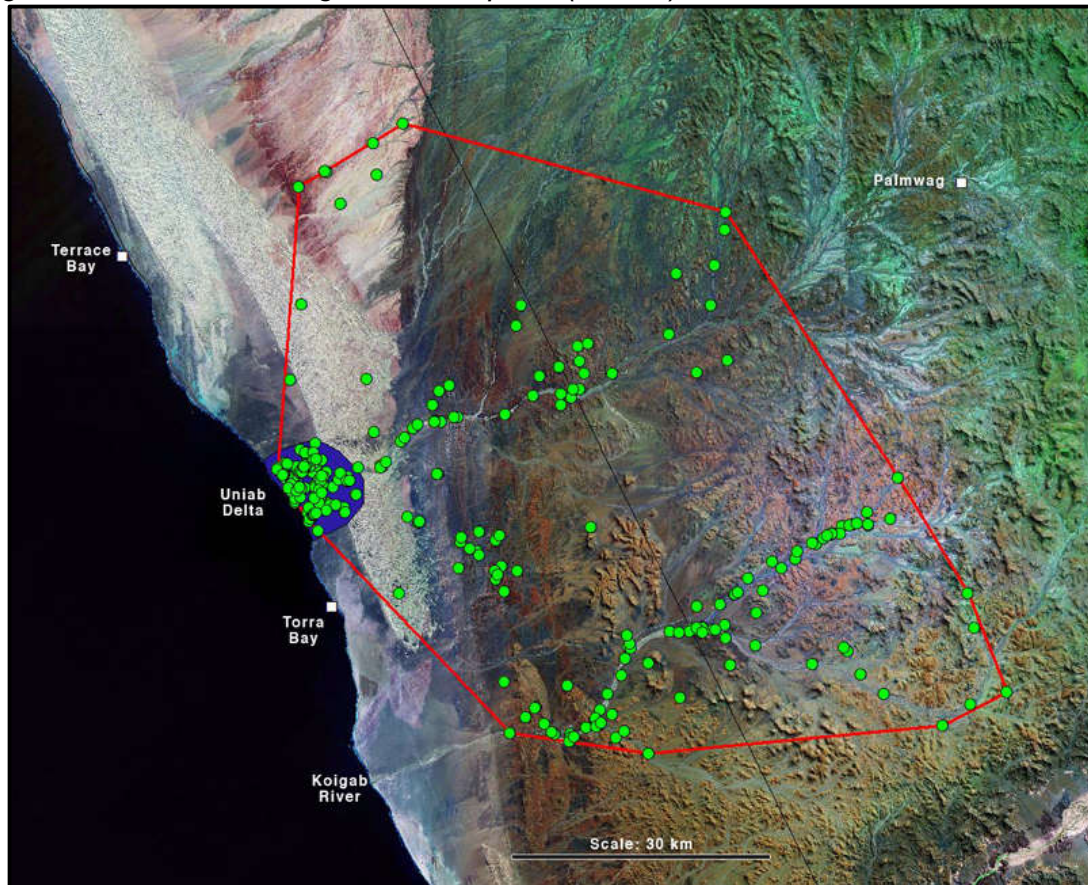 Palmwag
Terrace
Bay
Uniab
Delta
Torra
Bay
Koigab
River
Scale: 30 km